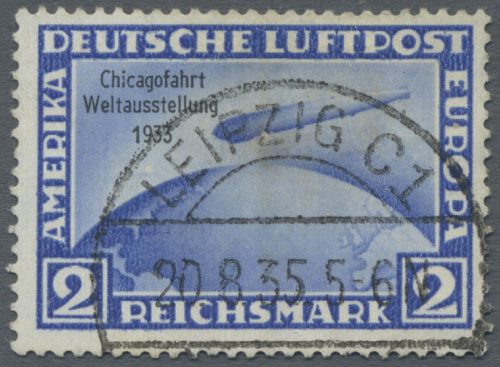 DEUTSCHE LUFTPOST
AMERIKA
EUROPA
Chicagofahrt
Weltausstellung
1933
LEIPZIG C1
20.8.35 5-6N
2
REICHSMARK
2